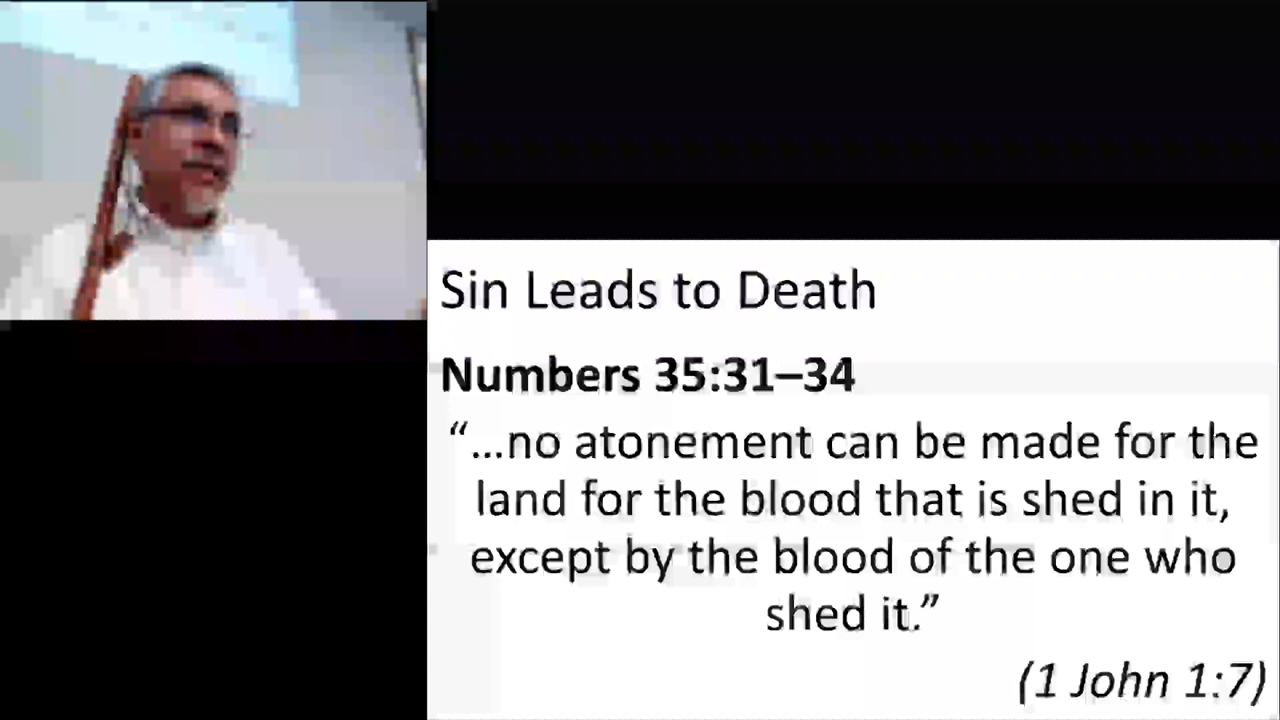 Sin Leads to Death
Numbers 35:31–34
“...no atonement can be made for the
land for the blood that is shed in it,
except by the blood of the one who
shed it.”
(1 John 1:7)